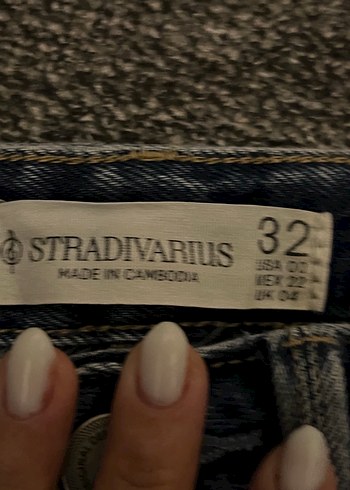 STRADIVARIUS
MADE IN CAMBODIA
32
USA 02
MEX 22
UK 04